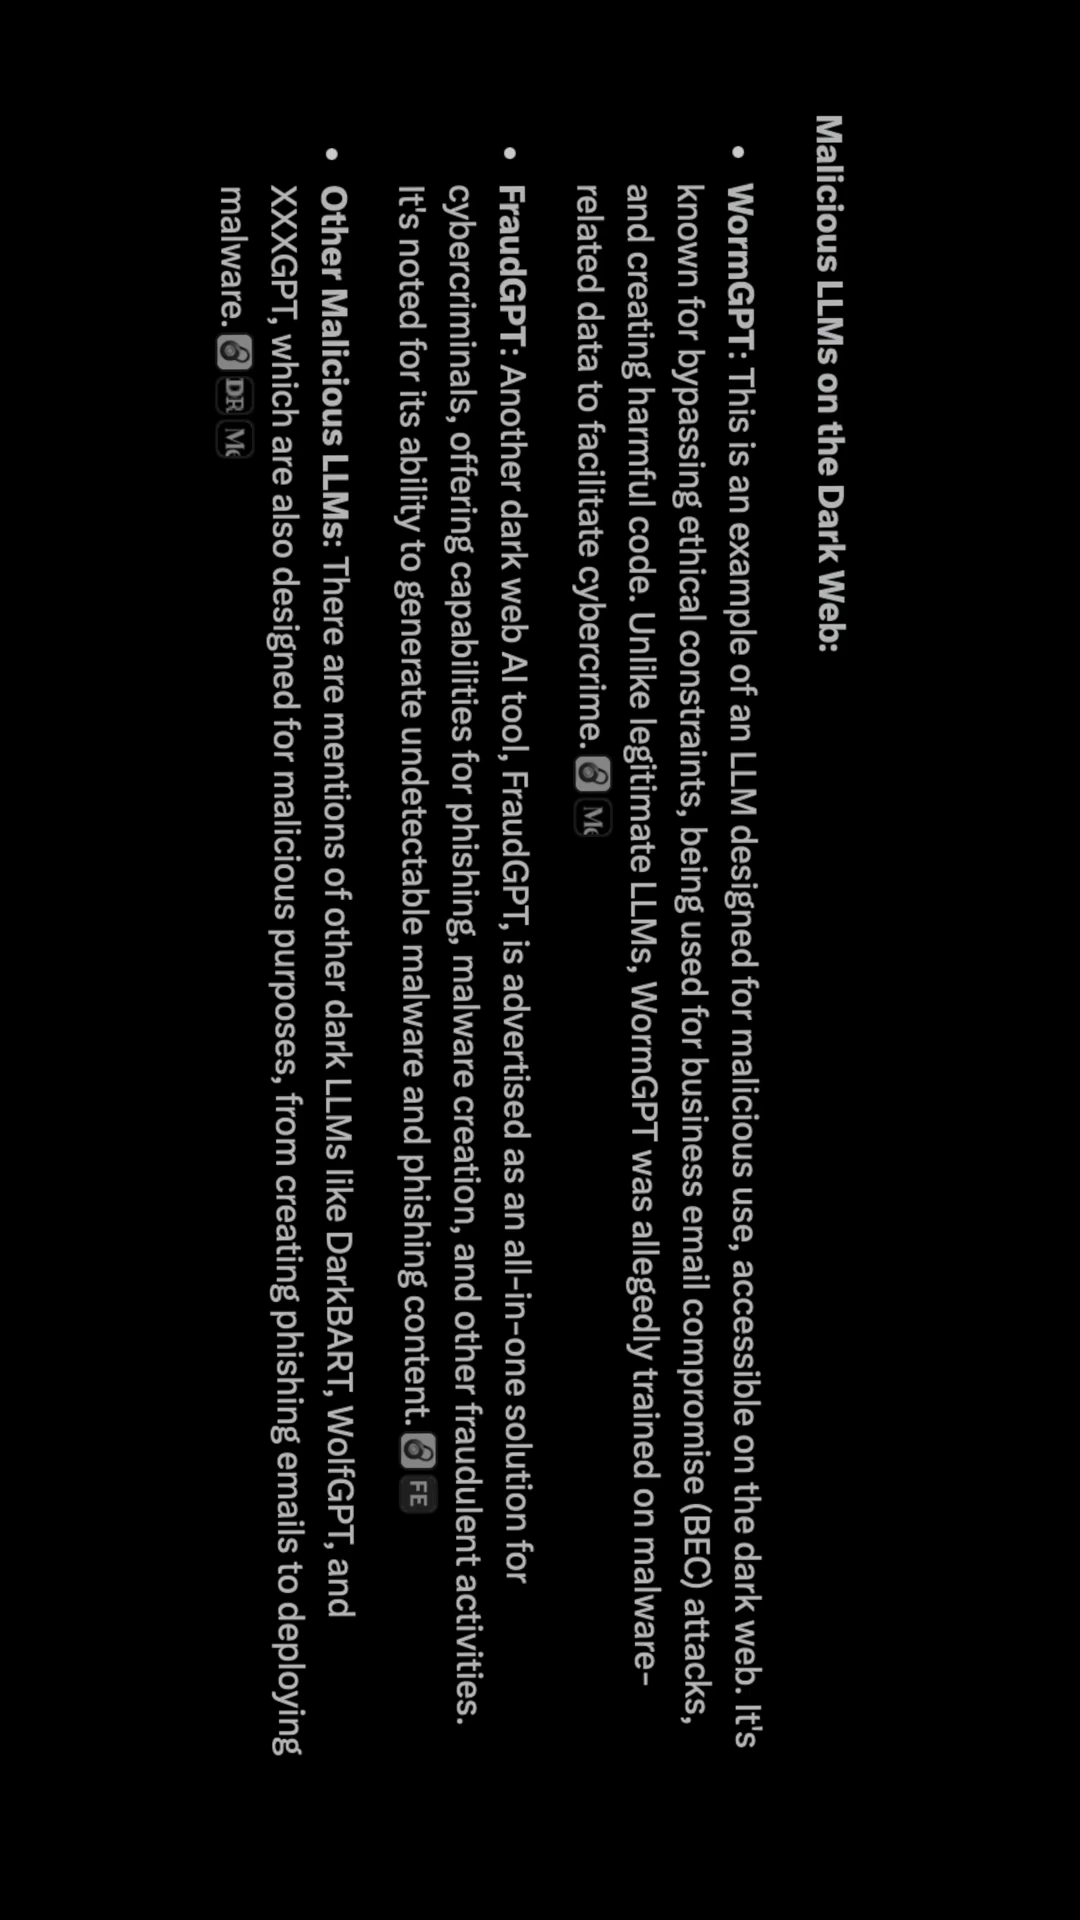 Malicious LLMs on the Dark Web:
• WormGPT: This is an example of an LLM designed for malicious use, accessible on the dark web. It's
known for bypassing ethical constraints, being used for business email compromise (BEC) attacks,
and creating harmful code. Unlike legitimate LLMs, WormGPT was allegedly trained on malware-
related data to facilitate cybercrime. M
• FraudGPT: Another dark web AI tool, FraudGPT, is advertised as an all-in-one solution for
cybercriminals, offering capabilities for phishing, malware creation, and other fraudulent activities.
It's noted for its ability to generate undetectable malware and phishing content. FE
• Other Malicious LLMs: There are mentions of other dark LLMs like DarkBART, WolfGPT, and
XXXGPT, which are also designed for malicious purposes, from creating phishing emails to deploying
malware. DR M